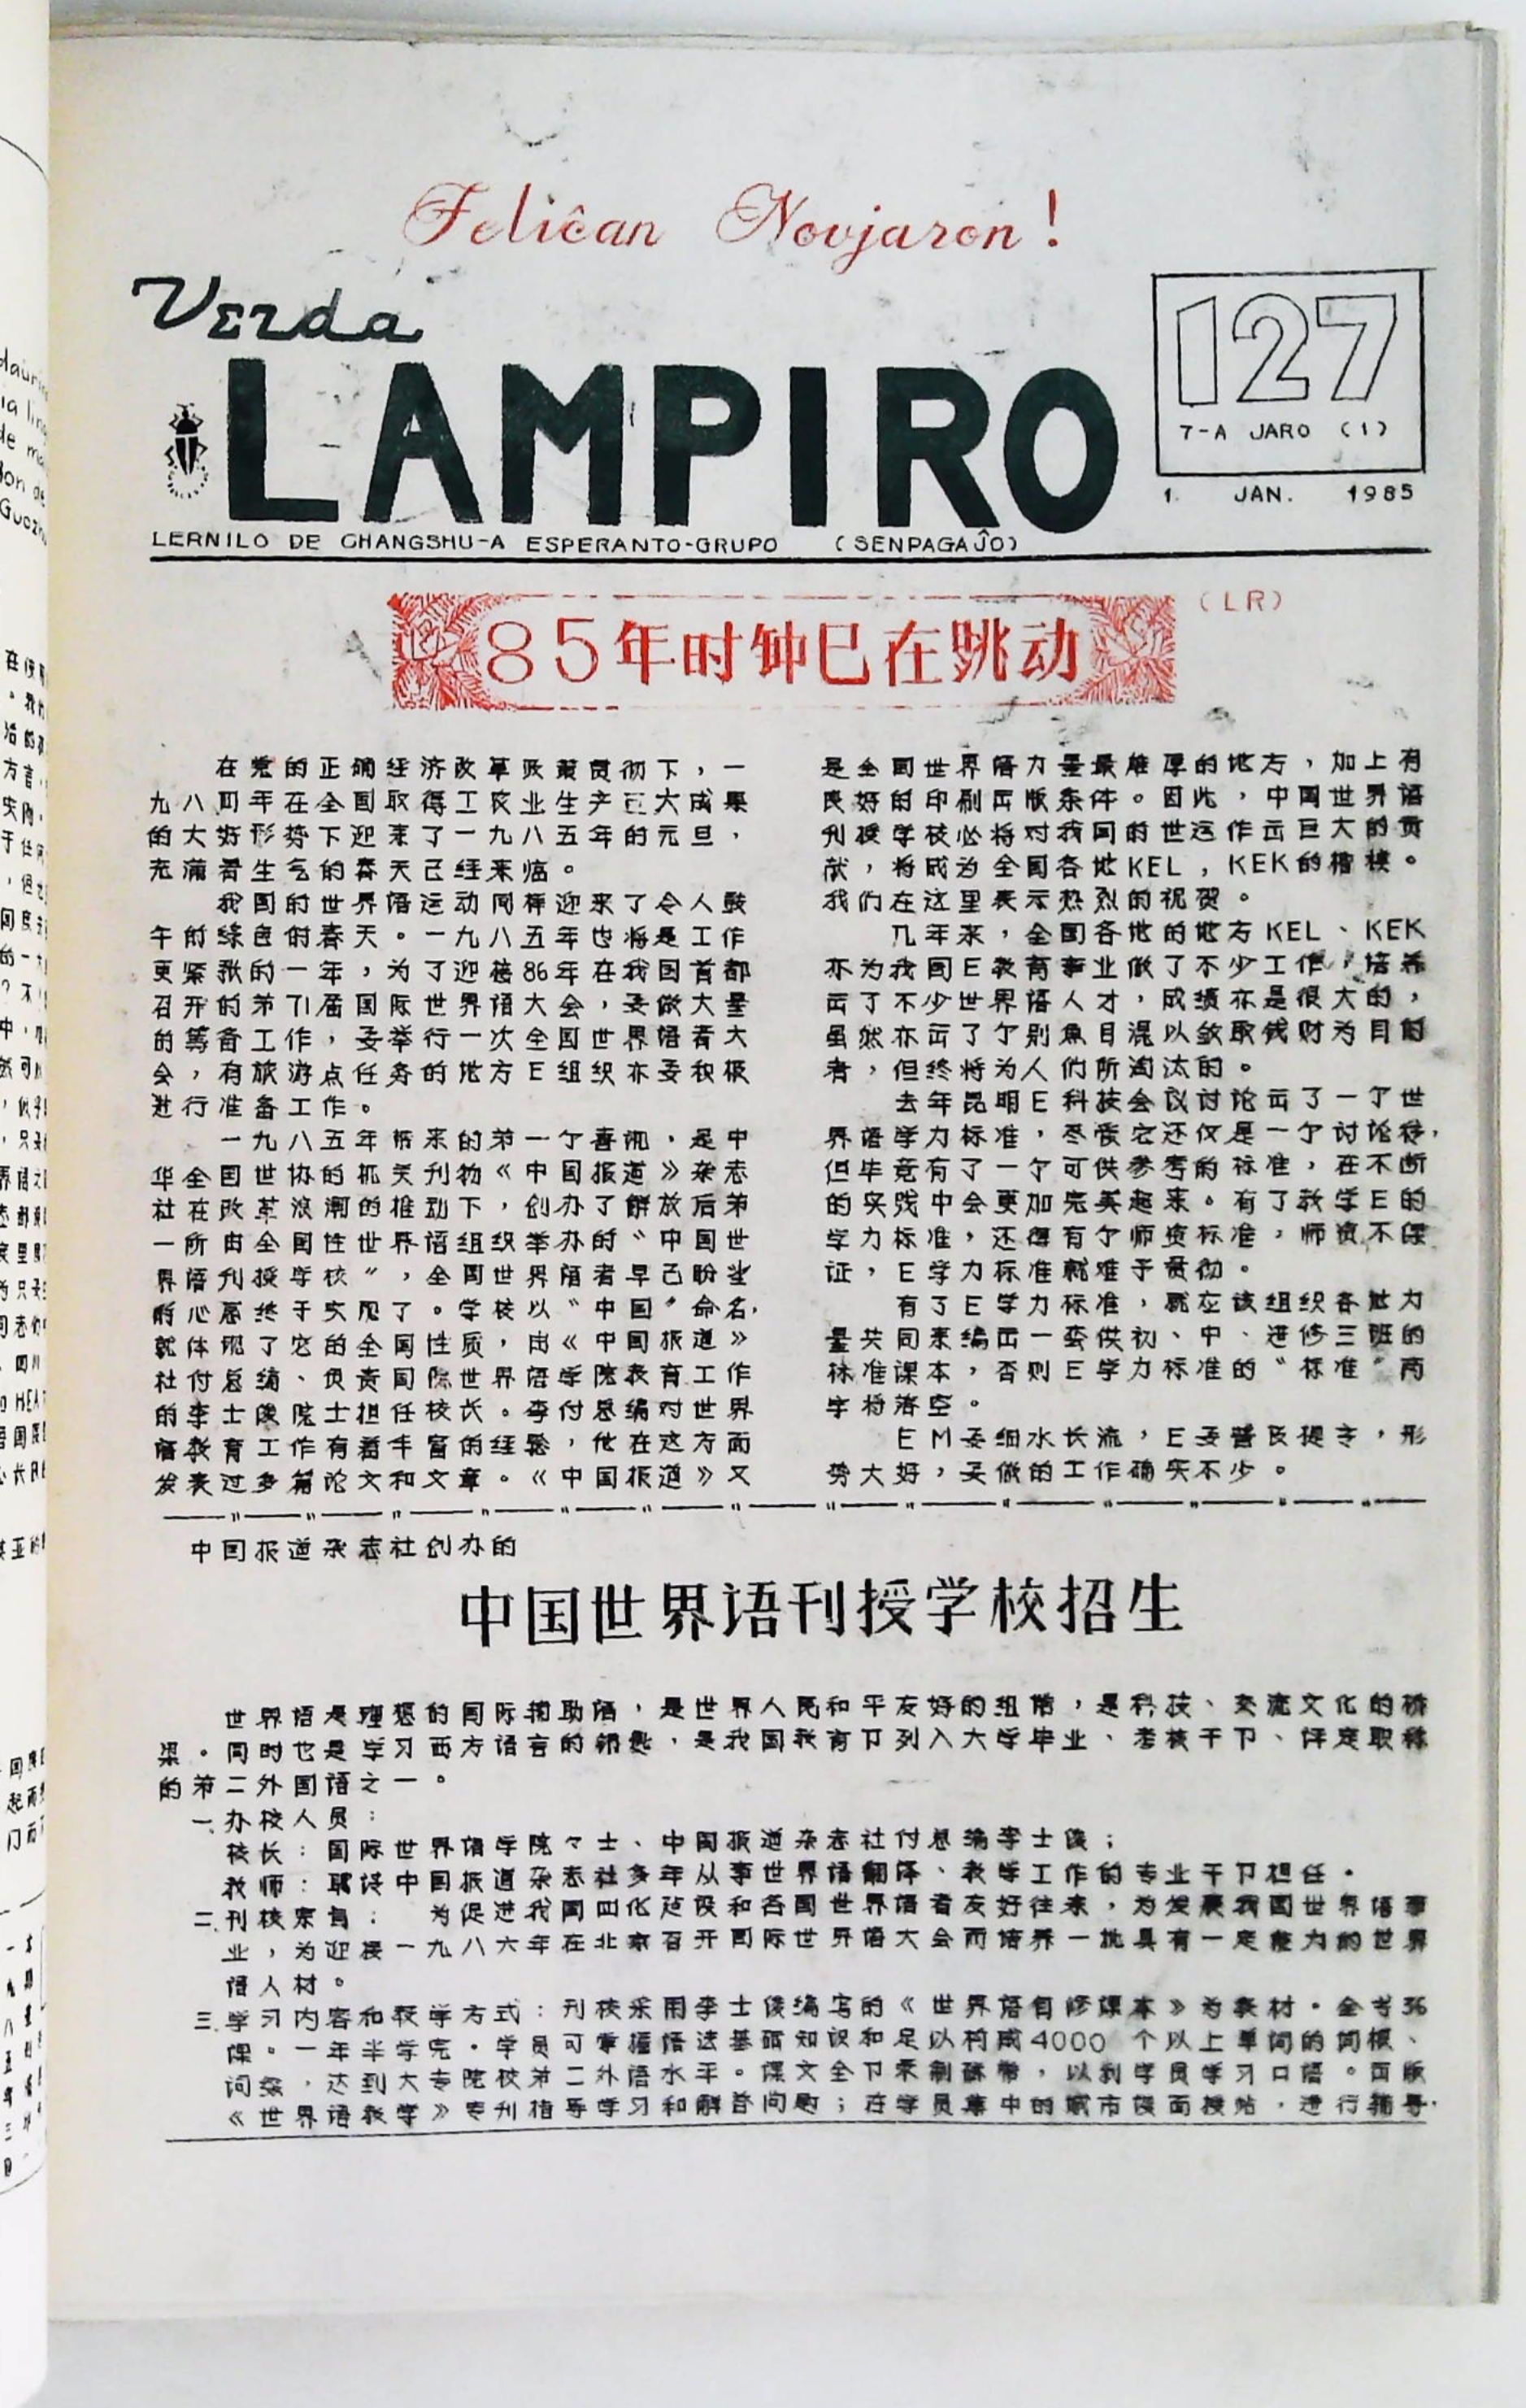 Feliĉan Novjaron!
Verda
LAMPIRO
127
7-A JARO (1)
1. JAN. 1985
LERNILO DE CHANGSHU-A ESPERANTO-GRUPO (SENPAGAĴO)
(LR)
85年时钟已在跳动
在党的正确经济改革政策贯彻下，一
九八四年在全国取得工农业生产巨大成果
的大好形势下迎来了一九八五年的元旦，
充满着生气的春天已经来临。
我国的世界语运动同样迎来了令人鼓
午的绿色的春天。一九八五年也将是工作
更紧张的一年，为了迎接86年在我国首都
召开的第71届国际世界语大会，要做大量
的筹备工作，要举行一次全国世界语者大
会，有旅游点任务的地方E组织亦要积极
进行准备工作。
一九八五年带来的第一个喜讯，是中
华全国世协的机关刊物《中国报道》杂志
社在改革浪潮的推动下，创办了解放后第
一所由全国性世界语组织举办的“中国世
界语刊授学校”，全国世界语者早已盼望
的心愿终于实现了。学校以“中国”命名，
就体现了它的全国性质，由《中国报道》
社付总编、负责国际世界语学院教育工作
的李士俊院士担任校长。李付总编对世界
语教育工作有着丰富的经验，他在这方面
发表过多篇论文和文章。《中国报道》又
是全国世界语力量最雄厚的地方，加上有
良好的印刷出版条件。因此，中国世界语
刊授学校必将对我国的世运作出巨大的贡
献，将成为全国各地KEL，KEK的楷模。
我们在这里表示热烈的祝贺。
几年来，全国各地的地方KEL、KEK
亦为我国E教育事业做了不少工作，培养
出了不少世界语人才，成绩亦是很大的，
虽然亦出了个别鱼目混以敛取钱财为目的
者，但终将为人们所淘汰的。
去年昆明E科技会议讨论出了一个世
界语学力标准，尽管它还仅是一个讨论稿，
但毕竟有了一个可供参考的标准，在不断
的实践中会更加完美起来。有了教学E的
学力标准，还得有个师资标准，师资不保
证，E学力标准就难于贯彻。
有了E学力标准，就应该组织各地力
量共同来编出一套供初、中、进修三班的
标准课本，否则E学力标准的“标准”两
字将落空。
EM要细水长流，E要普及提高，形
势大好，要做的工作确实不少。
中国报道杂志社创办的
中国世界语刊授学校招生
世界语是理想的国际辅助语，是世界人民和平友好的纽带，是科技、交流文化的桥
梁。同时也是学习西方语言的钥匙，是我国教育卩列入大学毕业、考核干卩、评定职称
的第二外国语之一。
一、办校人员：
校长：国际世界语学院々士、中国报道杂志社付总编李士俊；
教师：聘请中国报道杂志社多年从事世界语翻译、教学工作的专业干卩担任。
二、刊校宗旨： 为促进我国四化建设和各国世界语者友好往来，为发展我国世界语事
业，为迎接一九八六年在北京召开国际世界语大会而培养一批具有一定能力的世界
语人材。
三、学习内容和教学方式：刊校采用李士俊编写的《世界语自修课本》为教材。全书36
课。一年半学完。学员可掌握语法基础知识和足以构成4000 个以上单词的词根、
词缀，达到大专院校第二外语水平。课文全卩录制磁带，以利学员学习口语。出版
《世界语教学》专刊指导学习和解答问题；在学员集中的城市设面授站，进行辅导。